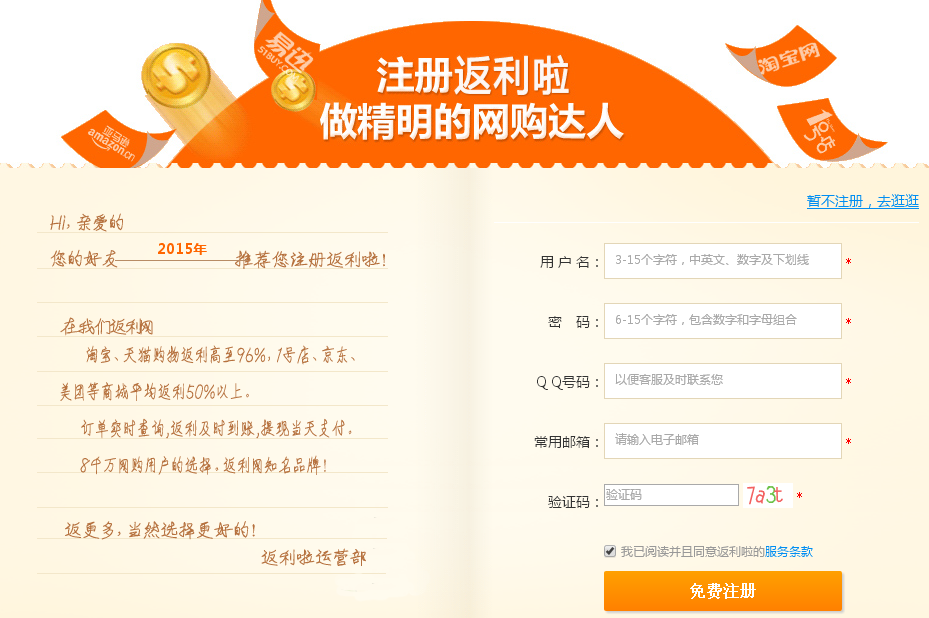 易迅
51BUY.COM
淘宝网
注册返利啦
做精明的网购达人
亚马逊
amazon.cn
1号店
暂不注册，去逛逛
Hi, 亲爱的
您的好友 2015年 推荐您注册返利啦!
在我们返利网
淘宝、天猫购物返利高至96%, 1号店、京东、
美团等商城平均返利50%以上。
订单实时查询,返利及时到账,提现当天支付。
8千万网购用户的选择。返利网知名品牌!
返更多, 当然选择更好的!
返利啦运营部
用 户 名： 3-15个字符，中英文、数字及下划线 *
密 码： 6-15个字符，包含数字和字母组合 *
Q Q号码： 以便客服及时联系您 *
常用邮箱： 请输入电子邮箱 *
验证码： 验证码 7a3t *
我已阅读并且同意返利啦的服务条款
免费注册